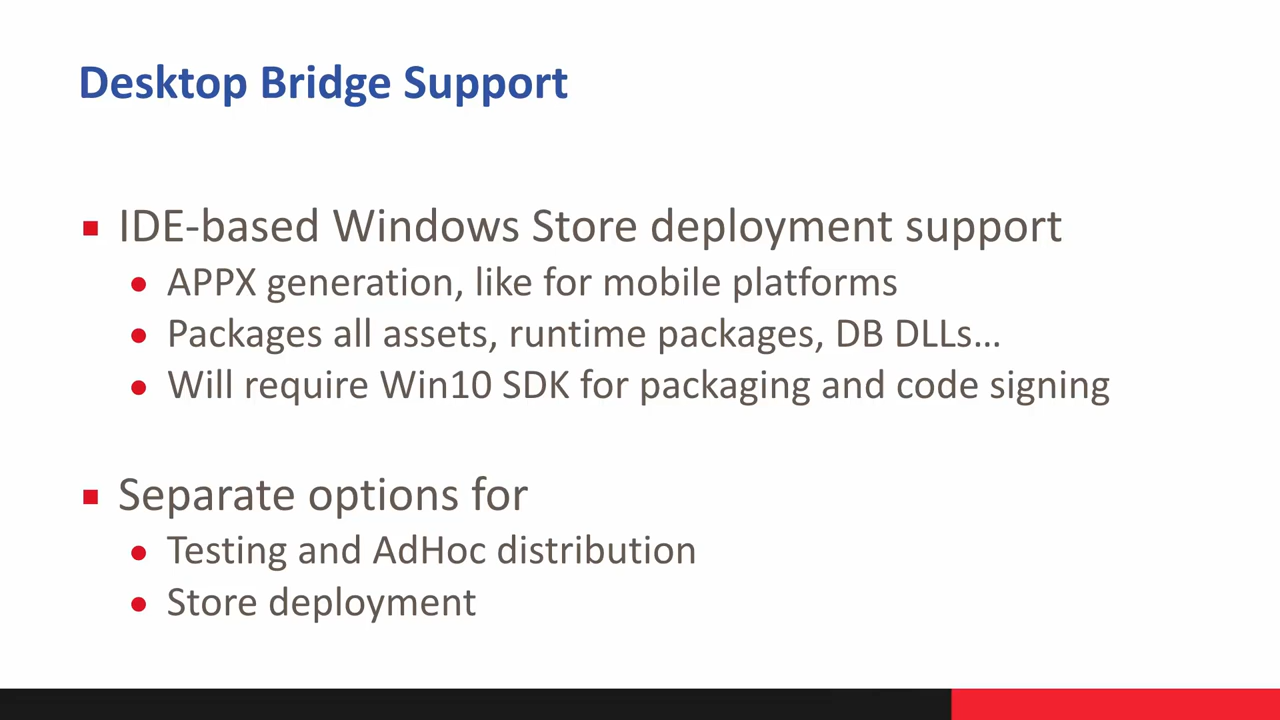 Desktop Bridge Support
IDE-based Windows Store deployment support
APPX generation, like for mobile platforms
Packages all assets, runtime packages, DB DLLs…
Will require Win10 SDK for packaging and code signing
Separate options for
Testing and AdHoc distribution
Store deployment